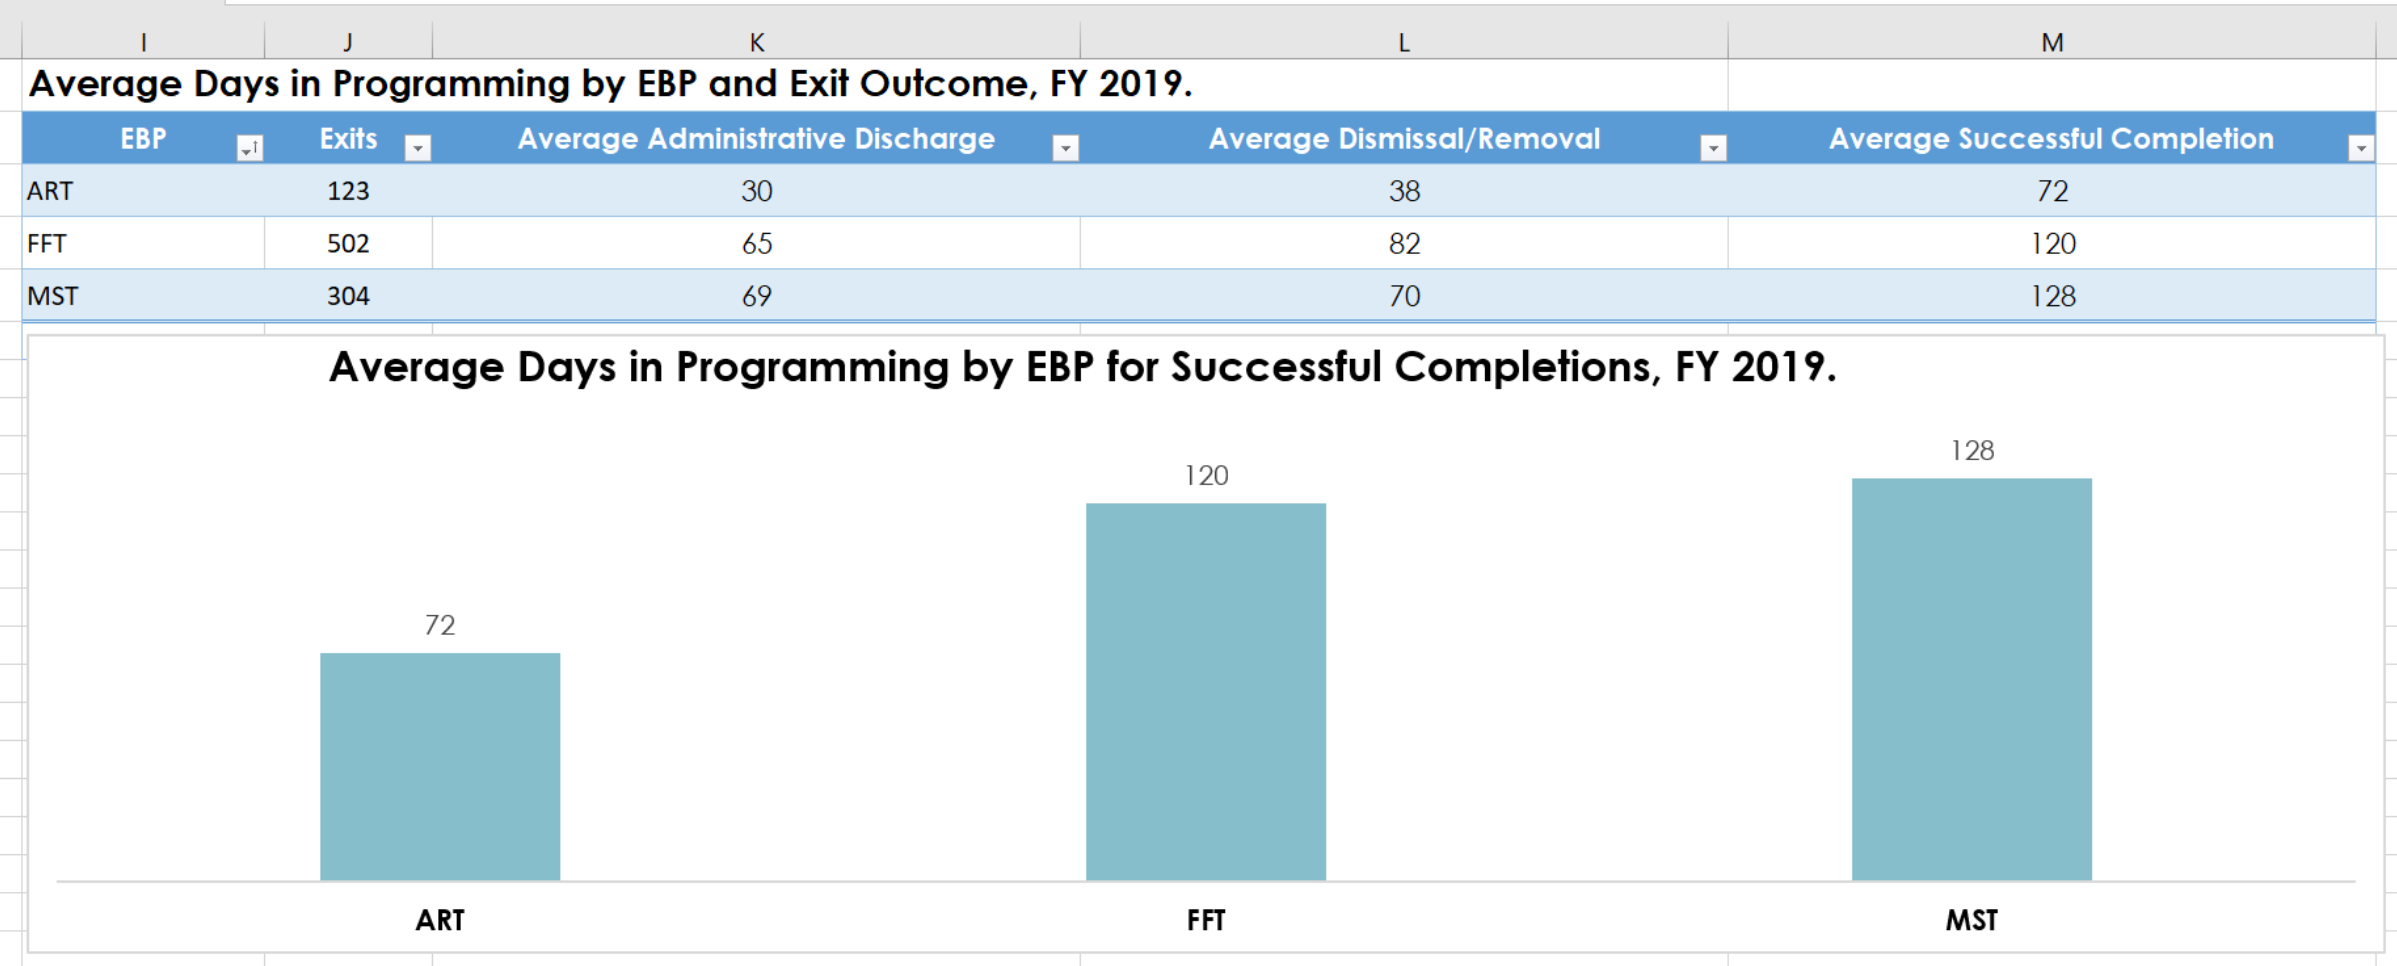 I J K L M
Average Days in Programming by EBP and Exit Outcome, FY 2019.
EBP Exits Average Administrative Discharge Average Dismissal/Removal Average Successful Completion
ART 123 30 38 72
FFT 502 65 82 120
MST 304 69 70 128
Average Days in Programming by EBP for Successful Completions, FY 2019.
72 120 128
ART FFT MST